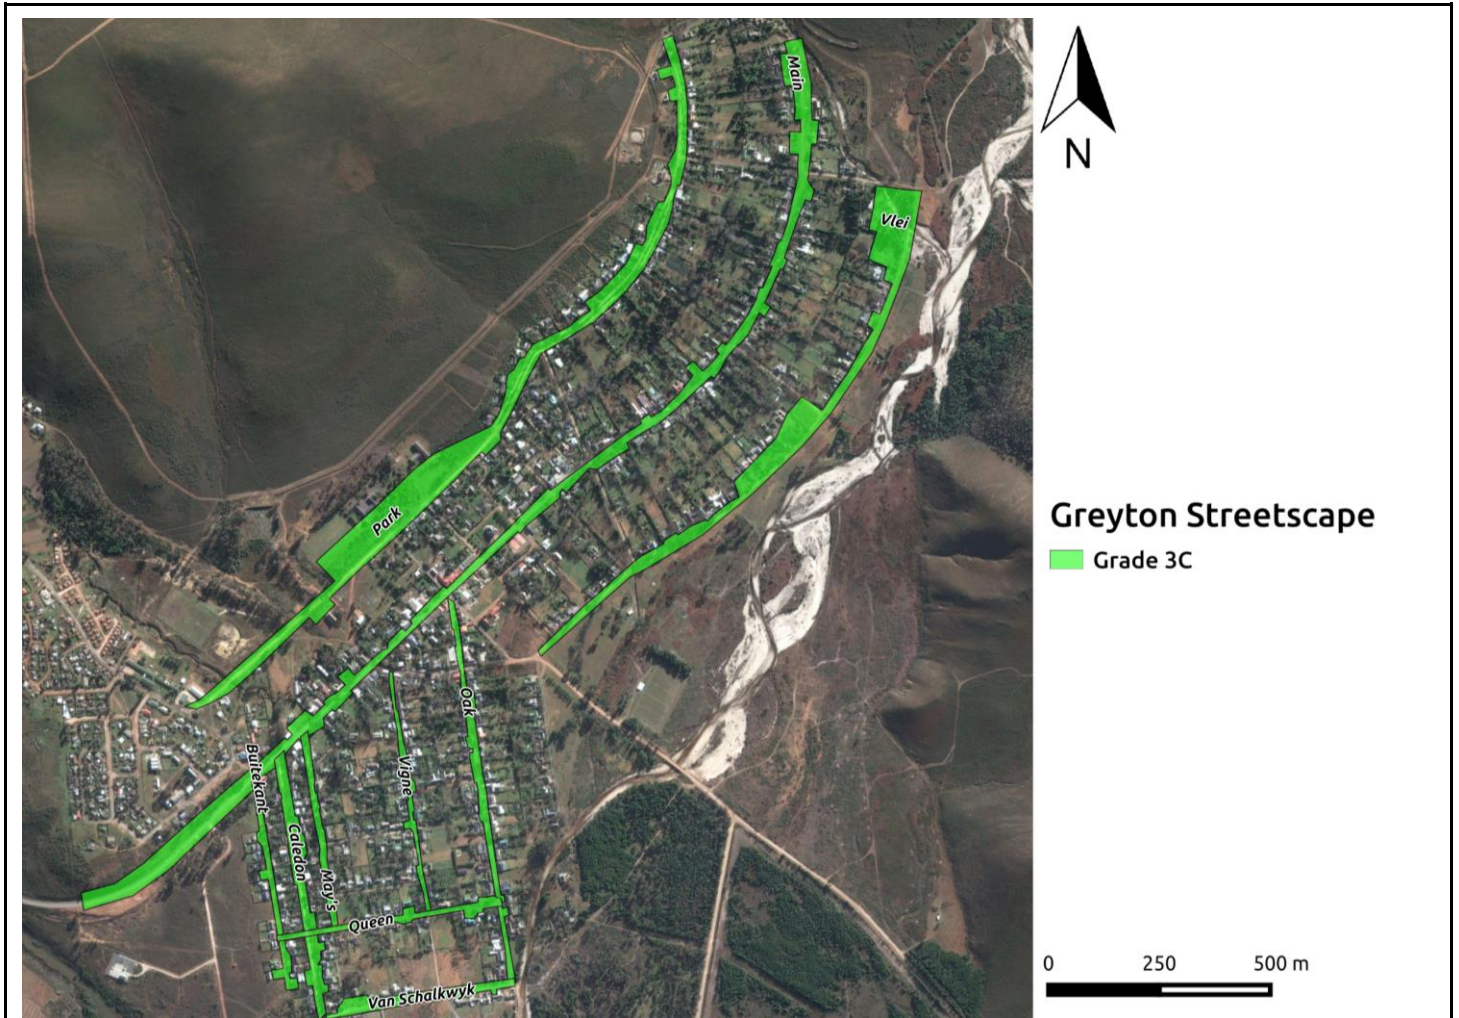 Main
N
Vlei
Greyton Streetscape
Grade 3C
Park
Oak
Buitekant
Vigne
Caledon
May's
Queen
Van Schalkwyk
0 250 500 m